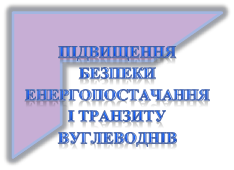 ПІДВИЩЕННЯ
БЕЗПЕКИ
ЕНЕРГОПОСТАЧАННЯ
І ТРАНЗИТУ
ВУГЛЕВОДНІВ